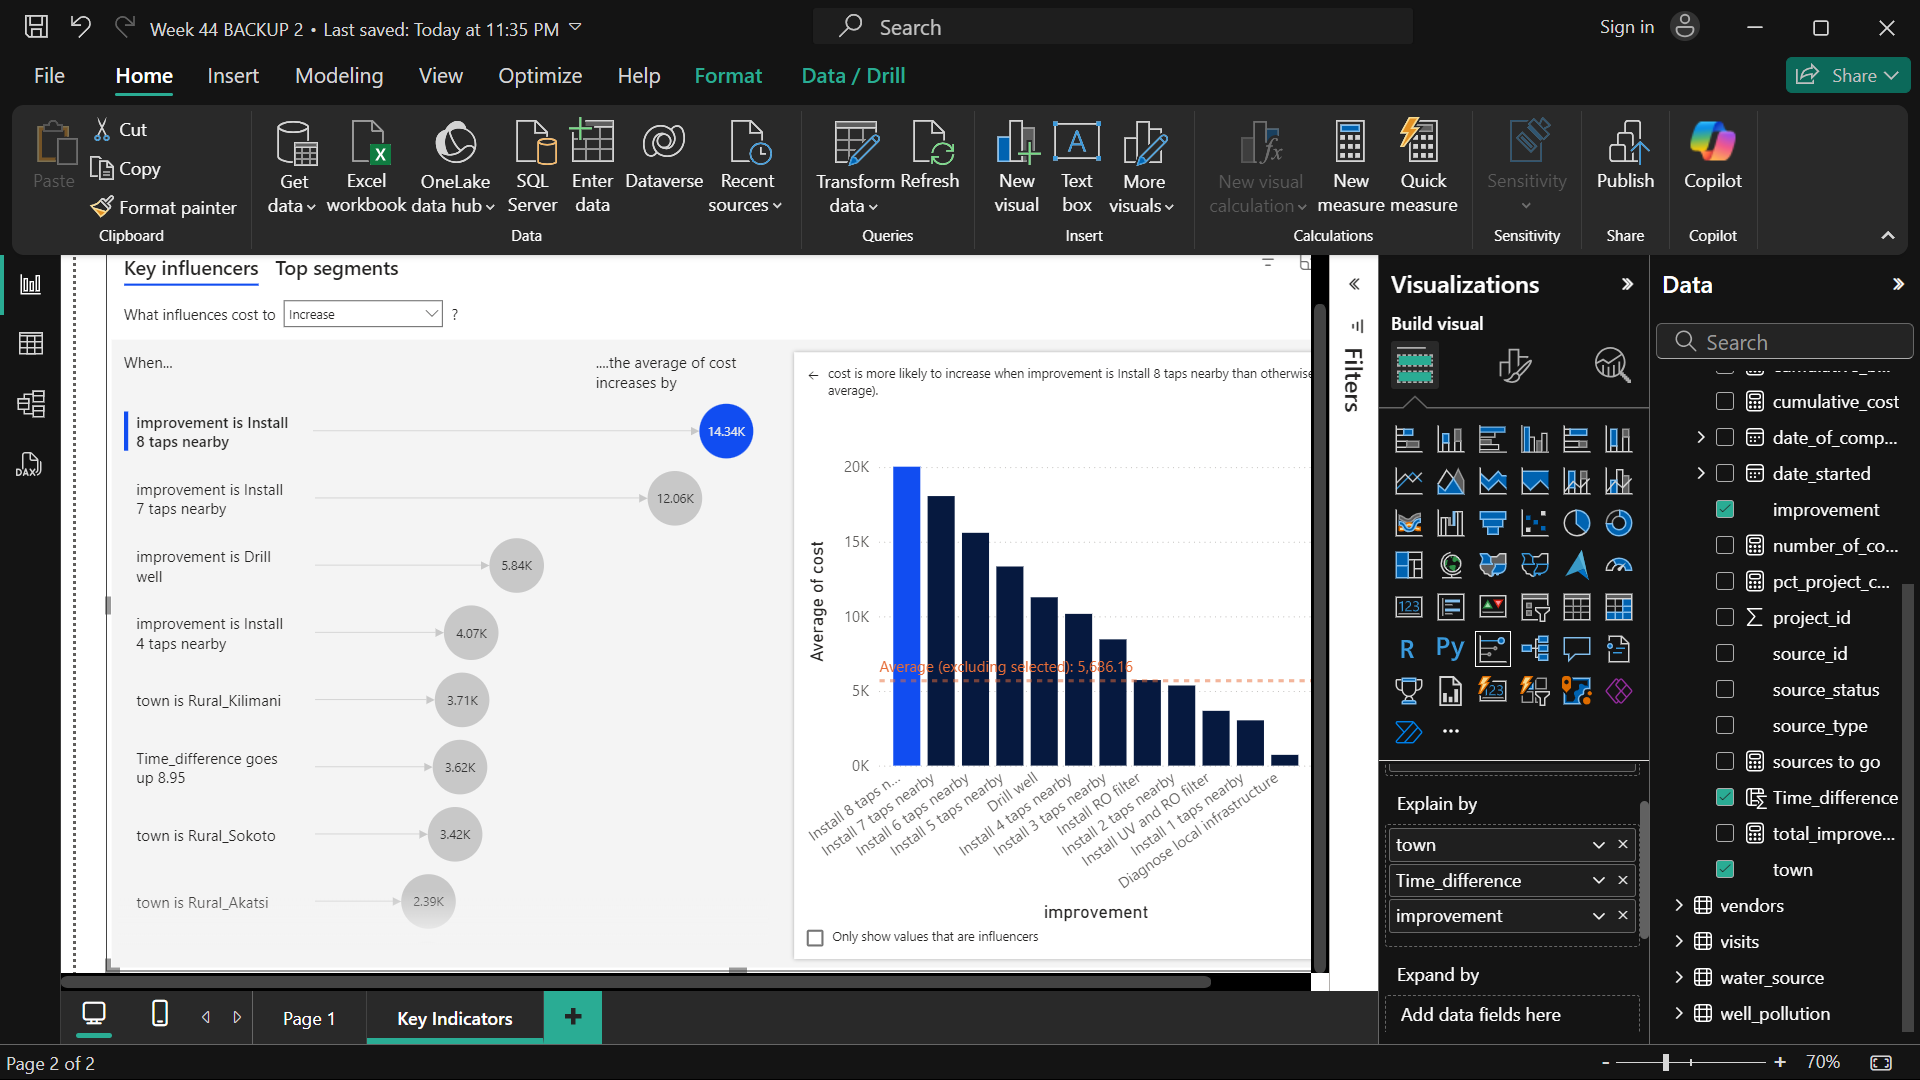 Week 44 BACKUP 2 • Last saved: Today at 11:35 PM
Search
Sign in
File
Home
Insert
Modeling
View
Optimize
Help
Format
Data / Drill
Share
Paste
Cut
Copy
Format painter
Clipboard
Get data
Excel workbook
OneLake data hub
SQL Server
Enter data
Dataverse
Recent sources
Data
Transform data
Refresh
Queries
New visual
Text box
More visuals
Insert
New visual calculation
New measure
Quick measure
Calculations
Sensitivity
Sensitivity
Publish
Share
Copilot
Copilot
Key influencers
Top segments
What influences cost to
Increase
?
When...
....the average of cost
increases by
improvement is Install
8 taps nearby
14.34K
improvement is Install
7 taps nearby
12.06K
improvement is Drill
well
5.84K
improvement is Install
4 taps nearby
4.07K
town is Rural_Kilimani
3.71K
Time_difference goes
up 8.95
3.62K
town is Rural_Sokoto
3.42K
town is Rural_Akatsi
2.39K
cost is more likely to increase when improvement is Install 8 taps nearby than otherwise
average).
Average of cost
20K
15K
10K
5K
0K
Average (excluding selected): 5,686.16
Install 8 taps n...
Install 7 taps nearby
Install 6 taps nearby
Install 5 taps nearby
Drill well
Install 4 taps nearby
Install 3 taps nearby
Install RO filter
Install 2 taps nearby
Install UV and RO filter
Install 1 taps nearby
Diagnose local infrastructure
improvement
Only show values that are influencers
Filters
Visualizations
Build visual
123
R
Py
123
Explain by
town
Time_difference
improvement
Expand by
Add data fields here
Data
Search
cumulative_cost
date_of_comp...
date_started
improvement
number_of_co...
pct_project_c...
project_id
source_id
source_status
source_type
sources to go
Time_difference
total_improve...
town
vendors
visits
water_source
well_pollution
DAX
Page 1
Key Indicators
Page 2 of 2
- + 70%